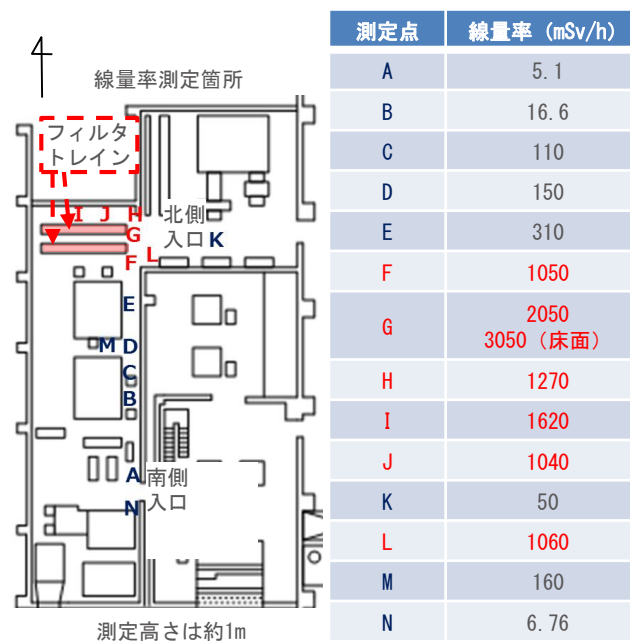 線量率測定箇所
フィルタ
トレイン
I J H 北側
G 入口 K
L
F
E
M D
C
B
A 南側
N 入口
測定高さは約1m
測定点 線量率 (mSv/h)
A 5.1
B 16.6
C 110
D 150
E 310
F 1050
G 2050
3050 (床面)
H 1270
I 1620
J 1040
K 50
L 1060
M 160
N 6.76